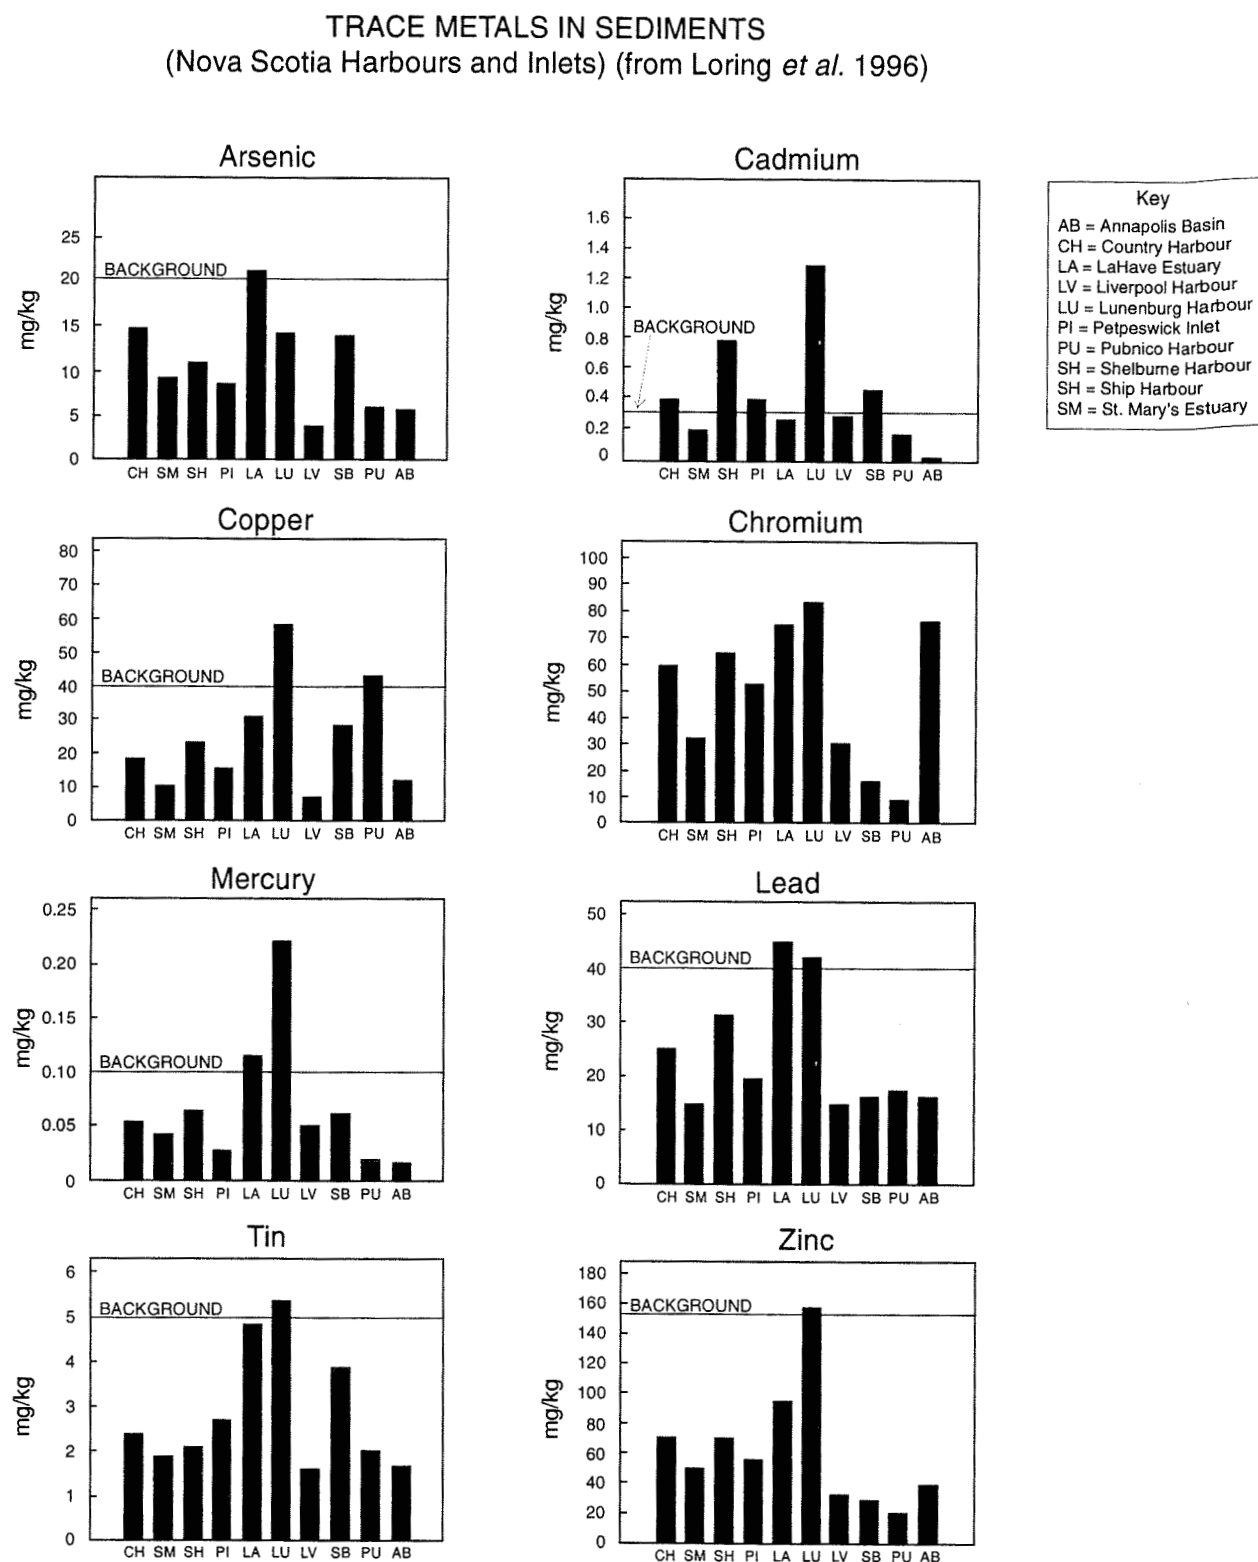 TRACE METALS IN SEDIMENTS
(Nova Scotia Harbours and Inlets) (from Loring et al. 1996)
Arsenic
mg/kg
25
20
15
10
5
0
BACKGROUND
CH SM SH PI LA LU LV SB PU AB
Cadmium
mg/kg
1.6
1.4
1.2
1.0
0.8
0.6
0.4
0.2
0
BACKGROUND
CH SM SH PI LA LU LV SB PU AB
Key
AB = Annapolis Basin
CH = Country Harbour
LA = LaHave Estuary
LV = Liverpool Harbour
LU = Lunenburg Harbour
PI = Petpeswick Inlet
PU = Pubnico Harbour
SH = Shelburne Harbour
SH = Ship Harbour
SM = St. Mary's Estuary
Copper
mg/kg
80
70
60
50
40
30
20
10
0
BACKGROUND
CH SM SH PI LA LU LV SB PU AB
Chromium
mg/kg
100
90
80
70
60
50
40
30
20
10
0
CH SM SH PI LA LU LV SB PU AB
Mercury
mg/kg
0.25
0.20
0.15
0.10
0.05
0
BACKGROUND
CH SM SH PI LA LU LV SB PU AB
Lead
mg/kg
50
40
30
20
10
0
BACKGROUND
CH SM SH PI LA LU LV SB PU AB
Tin
mg/kg
6
5
4
3
2
1
0
BACKGROUND
CH SM SH PI LA LU LV SB PU AB
Zinc
mg/kg
180
160
140
120
100
80
60
40
20
0
BACKGROUND
CH SM SH PI LA LU LV SB PU AB